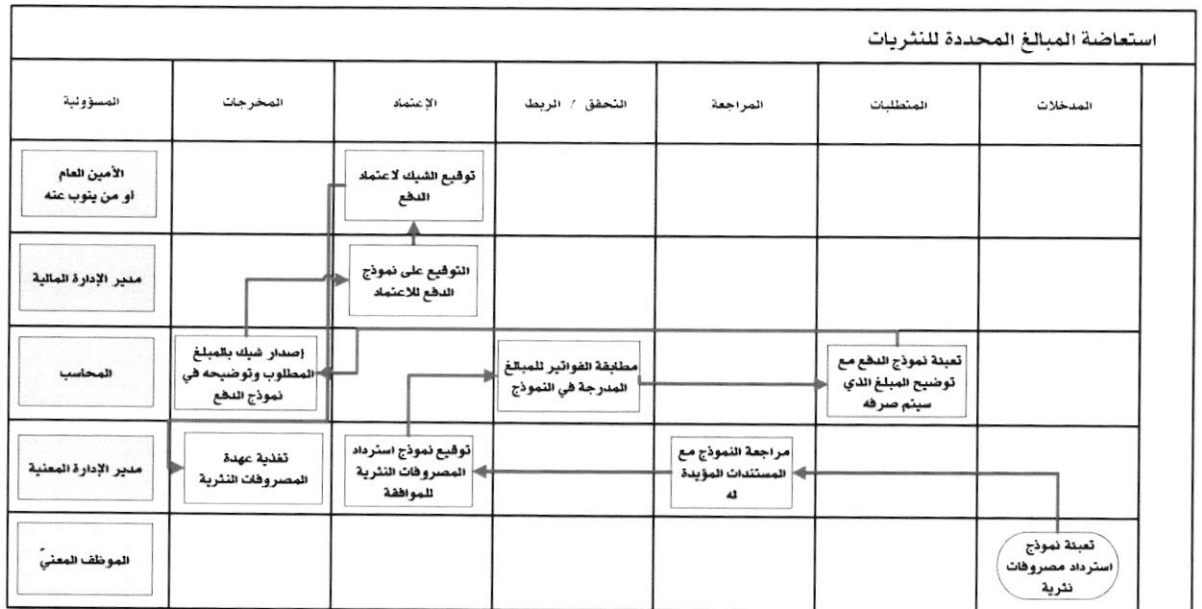 استعاضة المبالغ المحددة للنثريات
المدخلات
المتطلبات
المراجعة
التحقق / الربط
الإعتماد
المخرجات
المسؤولية
توقيع الشيك لاعتماد
الدفع
الأمين العام
او من ينوب عنه
التوقيع على نموذج
الدفع للاعتماد
مدير الإدارة المالية
تعبئة نموذج الدفع مع
توضيح المبلغ الذي
سيتم صرفه
مطابقة الفواتير للمبالغ
المدرجة في النموذج
إصدار شيك بالمبلغ
المطلوب وتوضيحه في
نموذج الدفع
المحاسب
مراجعة النموذج مع
المستندات المؤيدة
له
توقيع نموذج استرداد
المصروفات النثرية
للموافقة
تغذية عهدة
المصروفات النثرية
مدير الإدارة المعنية
تعبئة نموذج
استرداد مصروفات
نثرية
الموظف المعنيّ